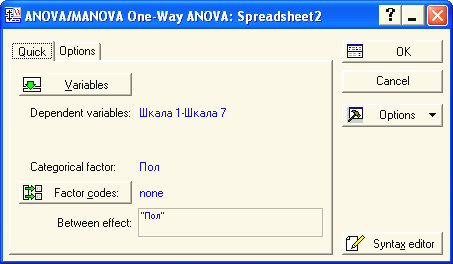 ANOVA/MANOVA One-Way ANOVA: Spreadsheet2
Quick Options
Variables
Dependent variables: Шкала 1-Шкала 7
Categorical factor: Пол
Factor codes: none
Between effect: "Пол"
OK
Cancel
Options
Syntax editor